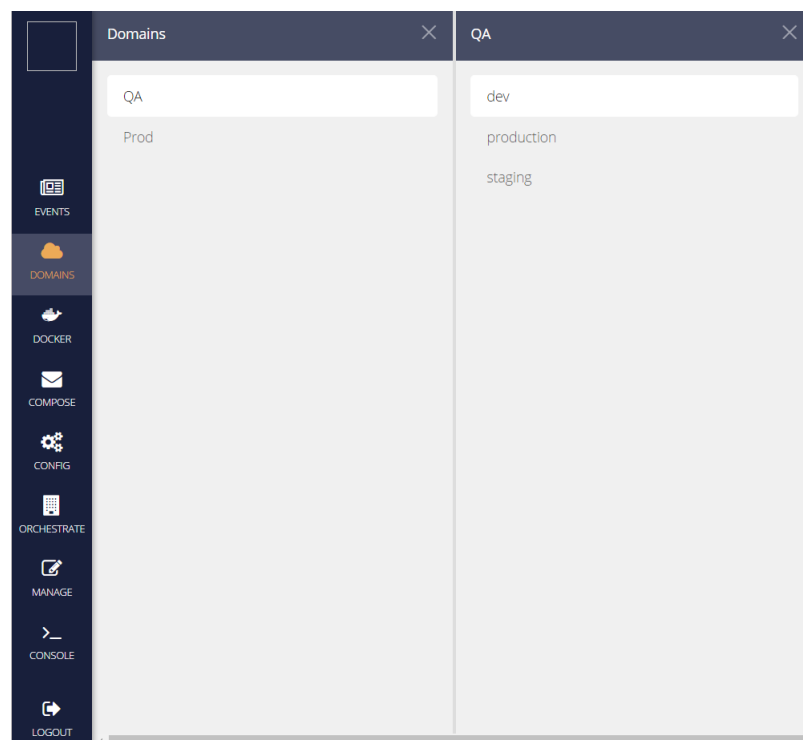 Domains
QA
Prod
QA
dev
production
staging
EVENTS
DOMAINS
DOCKER
COMPOSE
CONFIG
ORCHESTRATE
MANAGE
CONSOLE
LOGOUT